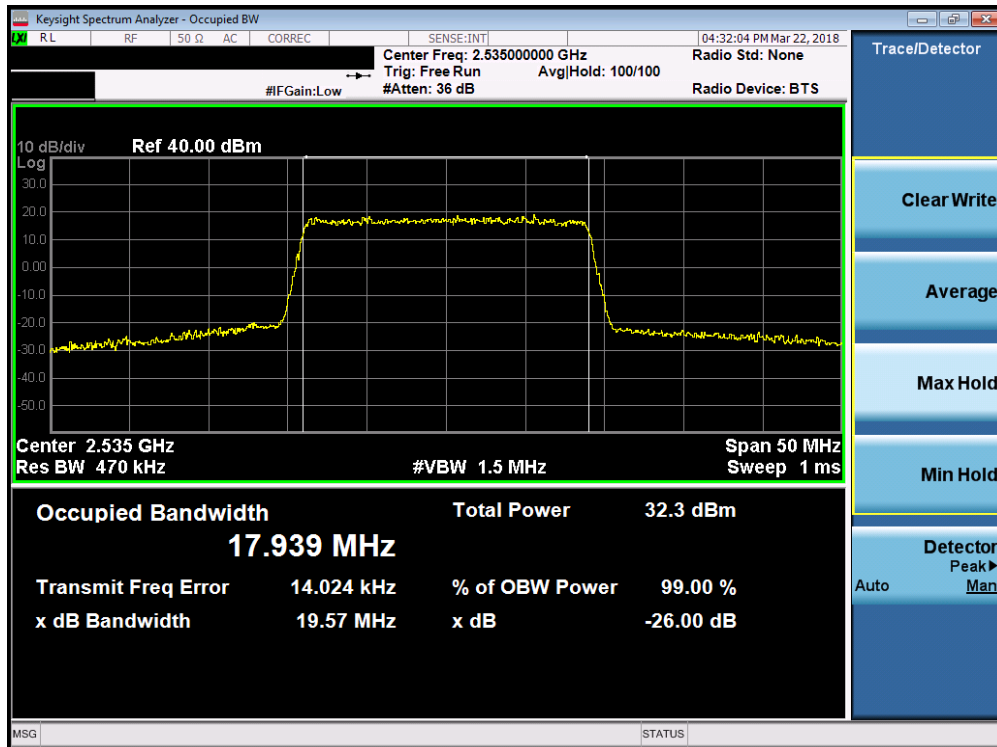 Keysight Spectrum Analyzer - Occupied BW
LXI RL RF 50 Ω AC CORREC SENSE:INT 04:32:04 PM Mar 22, 2018
Center Freq: 2.535000000 GHz Radio Std: None
Trig: Free Run Avg|Hold: 100/100
#IFGain:Low #Atten: 36 dB Radio Device: BTS
10 dB/div Ref 40.00 dBm
Log
30.0
20.0
10.0
0.00
-10.0
-20.0
-30.0
-40.0
-50.0
Center 2.535 GHz Span 50 MHz
Res BW 470 kHz #VBW 1.5 MHz Sweep 1 ms
Occupied Bandwidth Total Power 32.3 dBm
17.939 MHz
Transmit Freq Error 14.024 kHz % of OBW Power 99.00 %
x dB Bandwidth 19.57 MHz x dB -26.00 dB
MSG STATUS
Trace/Detector
Clear Write
Average
Max Hold
Min Hold
Detector
Peak▶
Auto Man